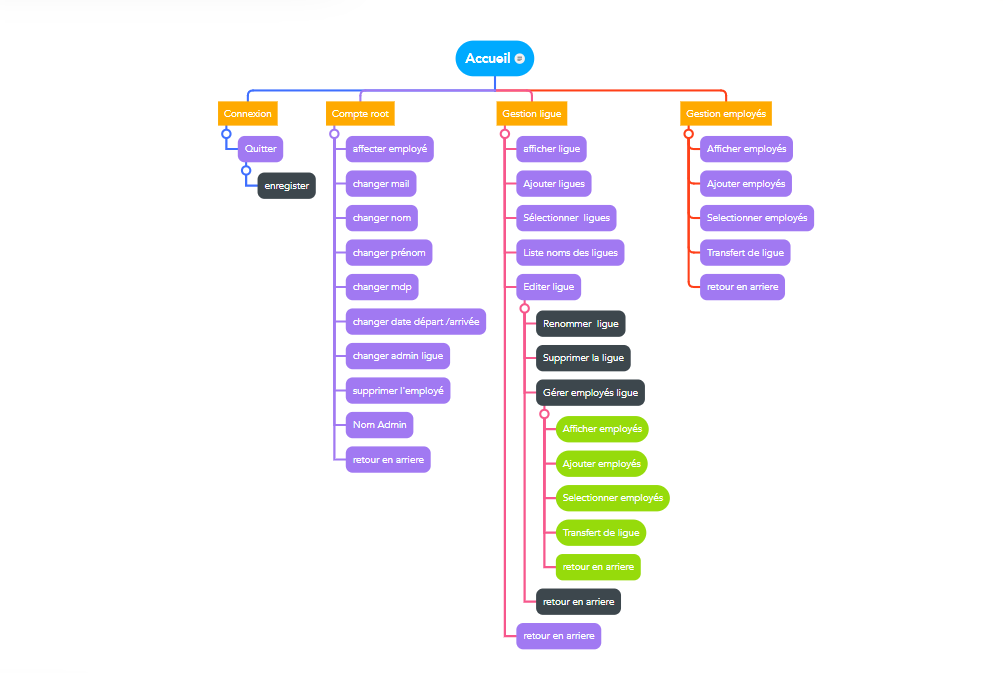 Accueil
Connexion
Quitter
enregister
Compte root
affecter employé
changer mail
changer nom
changer prénom
changer mdp
changer date départ /arrivée
changer admin ligue
supprimer l'employé
Nom Admin
retour en arriere
Gestion ligue
afficher ligue
Ajouter ligues
Sélectionner ligues
Liste noms des ligues
Editer ligue
Renommer ligue
Supprimer la ligue
Gérer employés ligue
Afficher employés
Ajouter employés
Selectionner employés
Transfert de ligue
retour en arriere
retour en arriere
retour en arriere
Gestion employés
Afficher employés
Ajouter employés
Selectionner employés
Transfert de ligue
retour en arriere